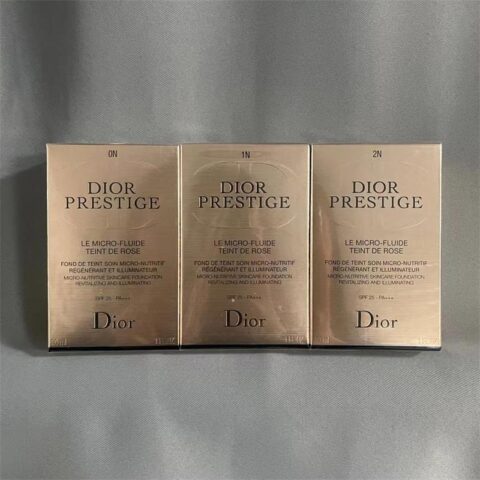 0N
DIOR
PRESTIGE
LE MICRO-FLUIDE
TEINT DE ROSE
FOND DE TEINT SOIN MICRO-NUTRITIF
RÉGÉNÉRANT ET ILLUMINATEUR
MICRO-NUTRITIVE SKINCARE FOUNDATION
REVITALIZING AND ILLUMINATING
SPF 25 - PA+++
Dior
1N
DIOR
PRESTIGE
LE MICRO-FLUIDE
TEINT DE ROSE
FOND DE TEINT SOIN MICRO-NUTRITIF
RÉGÉNÉRANT ET ILLUMINATEUR
MICRO-NUTRITIVE SKINCARE FOUNDATION
REVITALIZING AND ILLUMINATING
SPF 25 - PA+++
Dior
2N
DIOR
PRESTIGE
LE MICRO-FLUIDE
TEINT DE ROSE
FOND DE TEINT SOIN MICRO-NUTRITIF
RÉGÉNÉRANT ET ILLUMINATEUR
MICRO-NUTRITIVE SKINCARE FOUNDATION
REVITALIZING AND ILLUMINATING
SPF 25 - PA+++
Dior